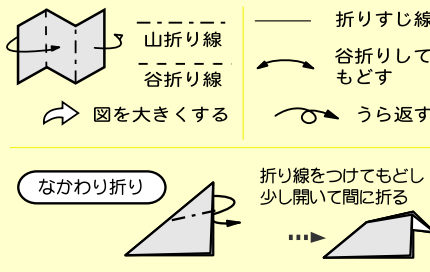 山折り線
谷折り線
図を大きくする
折りすじ線
谷折りして
もどす
うら返す
なかわり折り
折り線をつけてもどし
少し開いて間に折る